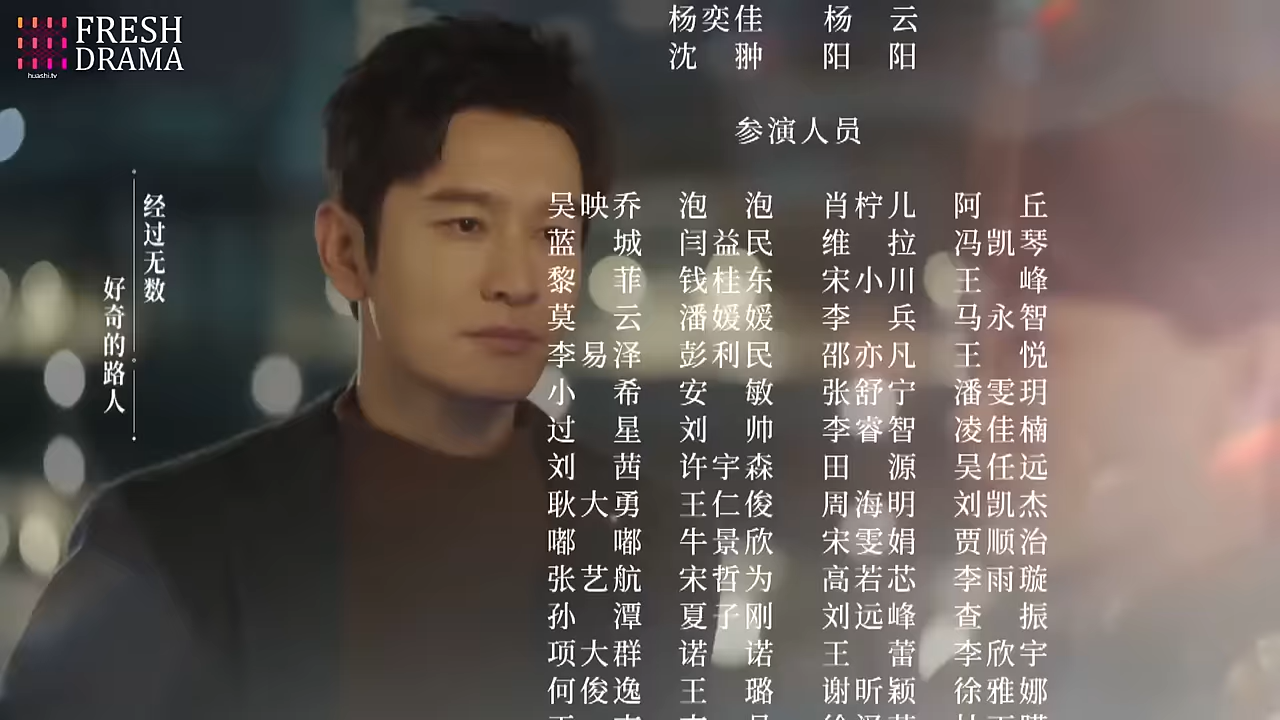 FRESH
DRAMA
huashi.tv
经过无数
好奇的路人
杨奕佳 杨云
沈翀 阳阳
参演人员
吴映乔 泡泡 肖柠儿 阿丘
蓝城 闫益民 维拉 冯凯琴
黎菲 钱桂东 宋小川 王峰
莫云 潘媛媛 李兵 马永智
李易泽 彭利民 邵亦凡 王悦
小希 安敏 张舒宁 潘雯玥
过星 刘帅 李睿智 凌佳楠
刘茜 许宇森 田源 吴任远
耿大勇 王仁俊 周海明 刘凯杰
嘟嘟 牛景欣 宋雯娟 贾顺治
张艺航 宋哲为 高若芯 李雨璇
孙潭 夏子刚 刘远峰 查振
项大群 诺诺 王蕾 李欣宇
何俊逸 王璐 谢昕颖 徐雅娜